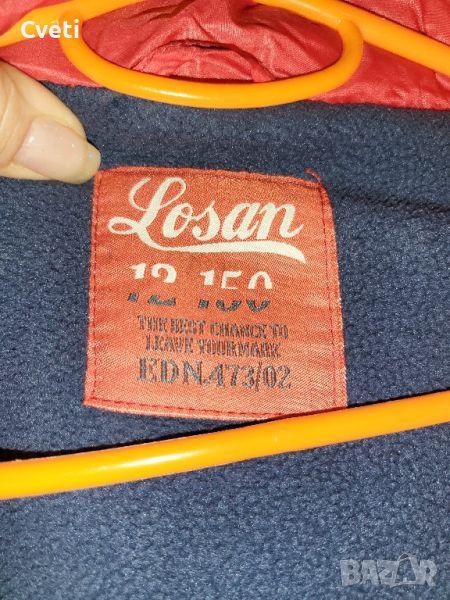 Cveti
Losan
12-150
THE BEST CHANCE TO
LEAVE YOURMARK
EDN.473/02
BAZAR